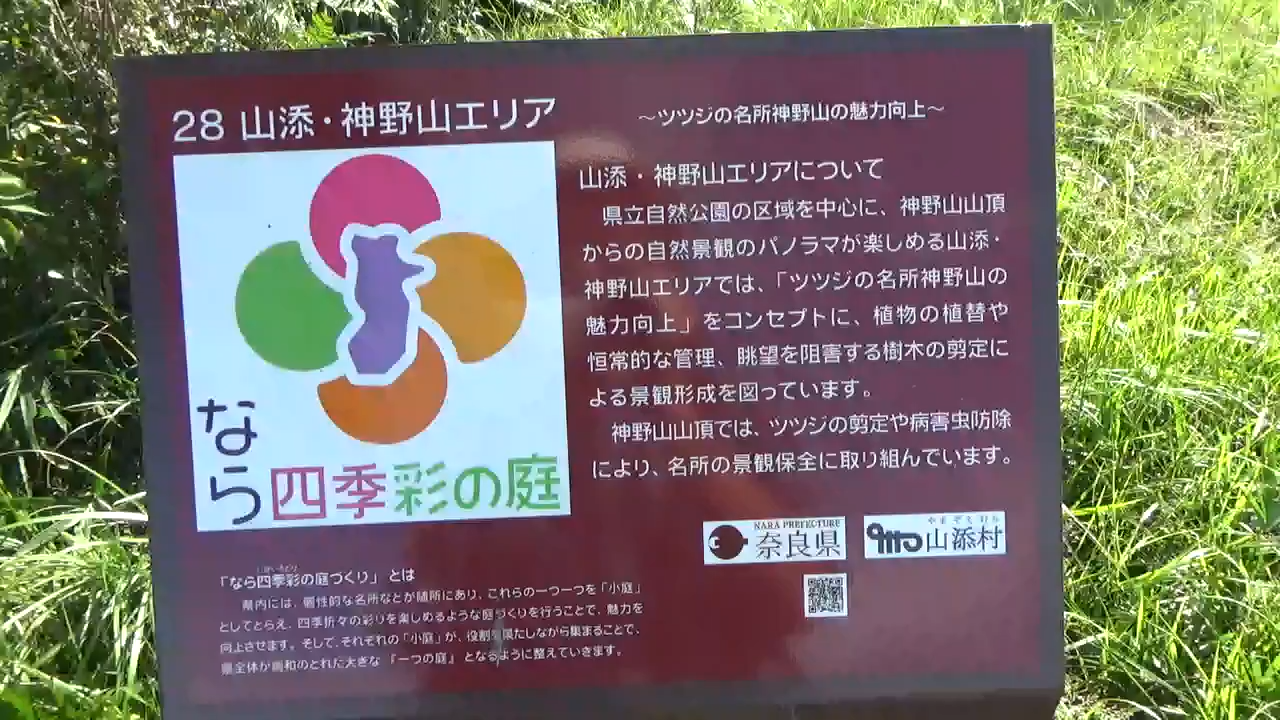 28 山添・神野山エリア
～ツツジの名所神野山の魅力向上～
なら
四季彩の庭
山添・神野山エリアについて
県立自然公園の区域を中心に、神野山山頂
からの自然景観のパノラマが楽しめる山添・
神野山エリアでは、「ツツジの名所神野山の
魅力向上」をコンセプトに、植物の植替や
恒常的な管理、眺望を阻害する樹木の剪定に
よる景観形成を図っています。
神野山山頂では、ツツジの剪定や病害虫防除
により、名所の景観保全に取り組んでいます。
NARA PREFECTURE
奈良県
やまぞえむら
山添村
「なら四季彩の庭づくり」とは
県内には、個性的な名所などが随所にあり、これらの一つ一つを「小庭」
としてとらえ、四季折々の彩りを楽しめるような庭づくりを行うことで、魅力を
向上させます。そして、それぞれの「小庭」が、役割を果たしながら集まることで、
県全体が調和のとれた大きな『一つの庭』となるように整えていきます。